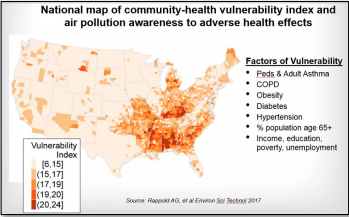 National map of community-health vulnerability index and
air pollution awareness to adverse health effects
Factors of Vulnerability
• Peds & Adult Asthma
• COPD
• Obesity
• Diabetes
• Hypertension
• % population age 65+
• Income, education,
poverty, unemployment
Vulnerability
Index
[6,15]
(15,17]
(17,19]
(19,20]
(20,24]
Source: Rappold AG, et al Environ Sci Technol 2017